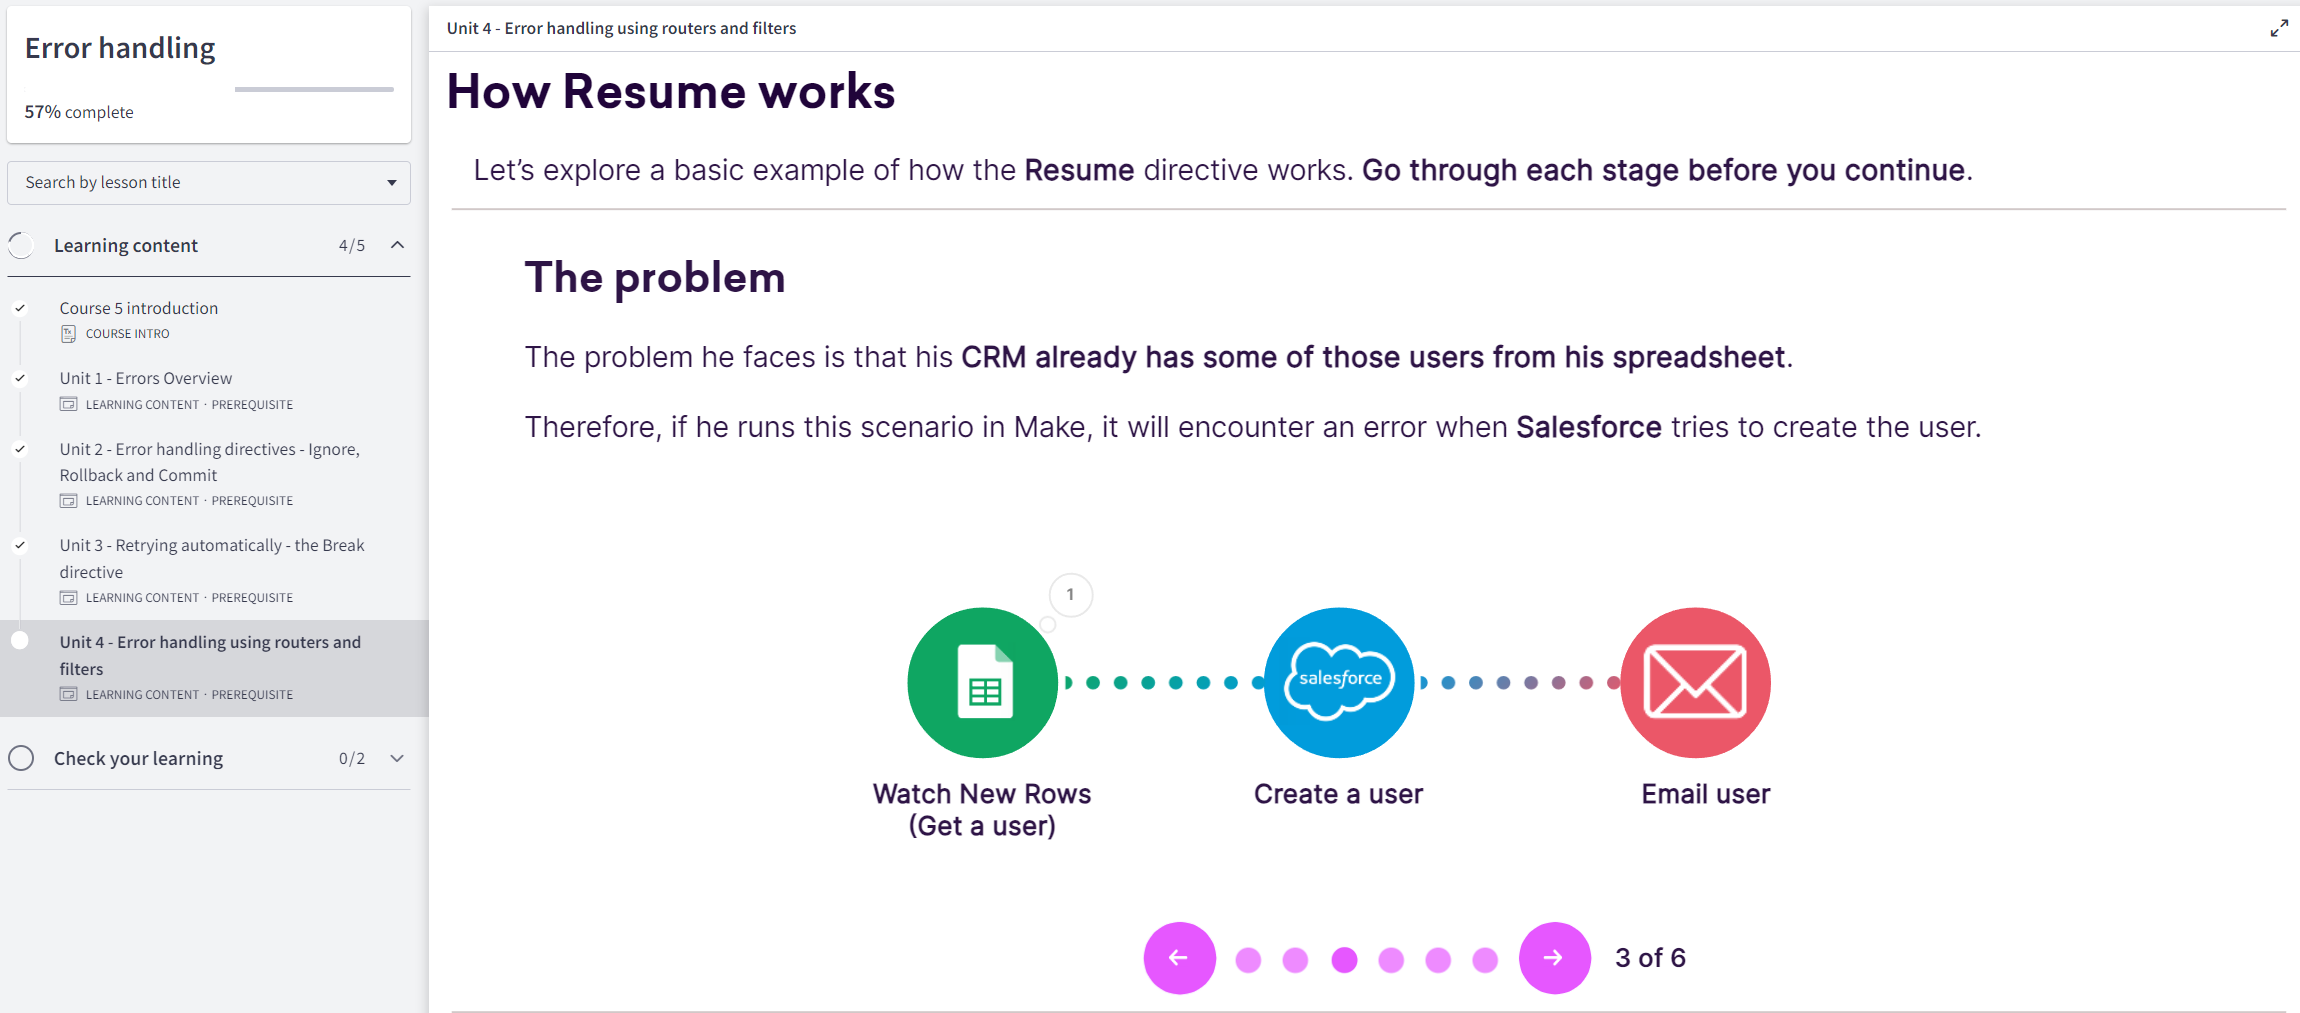 Error handling
57% complete
Search by lesson title
Learning content 4/5
Course 5 introduction
COURSE INTRO
Unit 1 - Errors Overview
LEARNING CONTENT · PREREQUISITE
Unit 2 - Error handling directives - Ignore,
Rollback and Commit
LEARNING CONTENT · PREREQUISITE
Unit 3 - Retrying automatically - the Break
directive
LEARNING CONTENT · PREREQUISITE
Unit 4 - Error handling using routers and
filters
LEARNING CONTENT · PREREQUISITE
Check your learning 0/2
Unit 4 - Error handling using routers and filters
How Resume works
Let’s explore a basic example of how the Resume directive works. Go through each stage before you continue.
The problem
The problem he faces is that his CRM already has some of those users from his spreadsheet.
Therefore, if he runs this scenario in Make, it will encounter an error when Salesforce tries to create the user.
1
salesforce
Watch New Rows
(Get a user)
Create a user
Email user
3 of 6